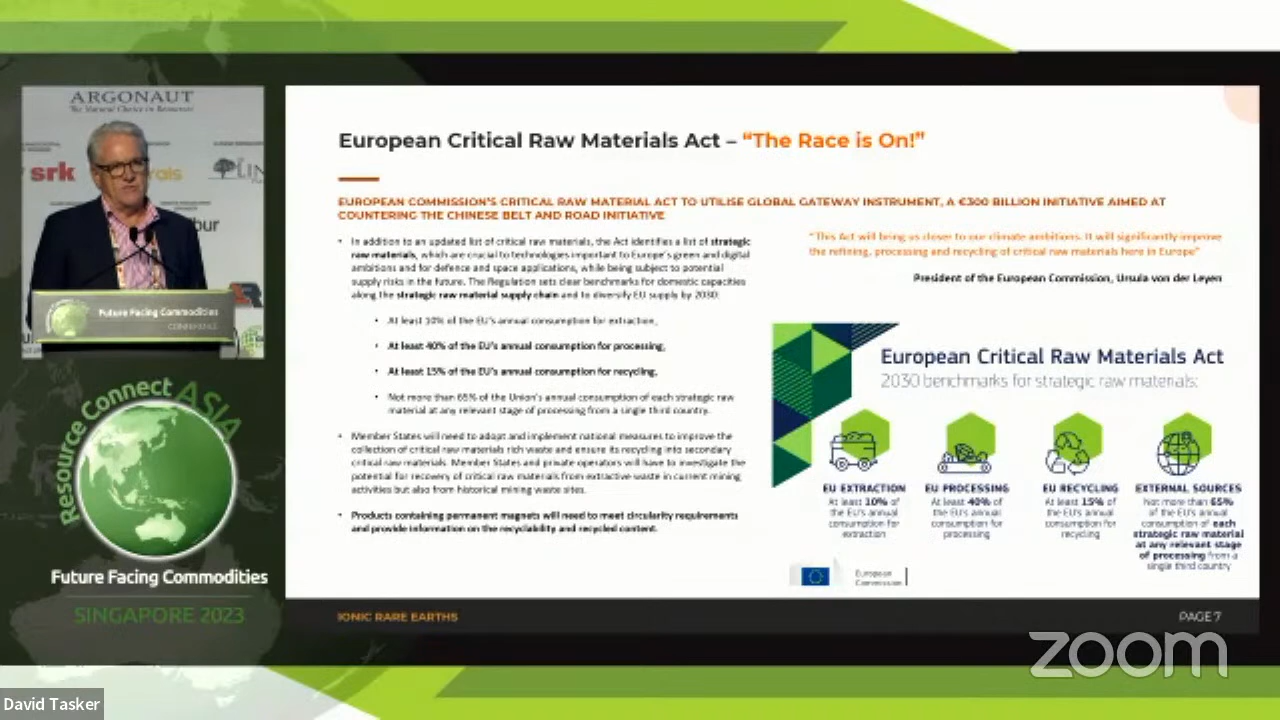 ARGONAUT
The Natural Choice in Resources
srk
Future Facing Commodities
CONFERENCE
Resource Connect ASIA
Future Facing Commodities
SINGAPORE 2023
David Tasker
European Critical Raw Materials Act – “The Race is On!”
EUROPEAN COMMISSION'S CRITICAL RAW MATERIAL ACT TO UTILISE GLOBAL GATEWAY INSTRUMENT, A €300 BILLION INITIATIVE AIMED AT
COUNTERING THE CHINESE BELT AND ROAD INITIATIVE
• In addition to an updated list of critical raw materials, the Act identifies a list of strategic
raw materials, which are crucial to technologies important to Europe's green and digital
ambitions and for defence and space applications, while being subject to potential
supply risks in the future. The Regulation sets clear benchmarks for domestic capacities
along the strategic raw material supply chain and to diversify EU supply by 2030:
• At least 10% of the EU's annual consumption for extraction,
• At least 40% of the EU's annual consumption for processing,
• At least 15% of the EU's annual consumption for recycling,
• Not more than 65% of the Union's annual consumption of each strategic raw
material at any relevant stage of processing from a single third country.
• Member States will need to adopt and implement national measures to improve the
collection of critical raw materials rich waste and ensure its recycling into secondary
critical raw materials. Member States and private operators will have to investigate the
potential for recovery of critical raw materials from extractive waste in current mining
activities but also from historical mining waste sites.
• Products containing permanent magnets will need to meet circularity requirements
and provide information on the recyclability and recycled content.
“This Act will bring us closer to our climate ambitions. It will significantly improve
the refining, processing and recycling of critical raw materials here in Europe”
President of the European Commission, Ursula von der Leyen
European Critical Raw Materials Act
2030 benchmarks for strategic raw materials:
EU EXTRACTION
At least 10% of
the EU's annual
consumption for
extraction
EU PROCESSING
At least 40% of
the EU's annual
consumption for
processing
EU RECYCLING
At least 15% of
the EU's annual
consumption for
recycling
EXTERNAL SOURCES
Not more than 65%
of the EU's annual
consumption of each
strategic raw material
at any relevant stage
of processing from a
single third country
European
Commission
IONIC RARE EARTHS
PAGE 7
zoom